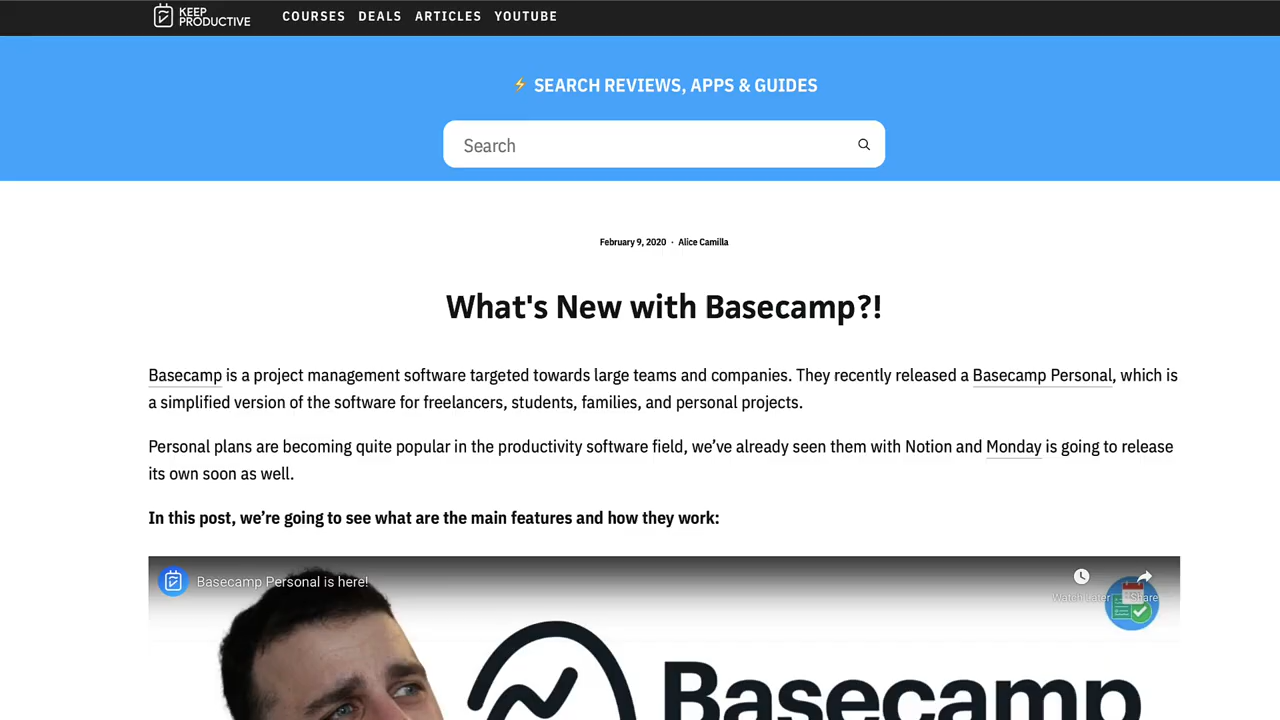 KEEP
PRODUCTIVE
COURSES DEALS ARTICLES YOUTUBE
⚡ SEARCH REVIEWS, APPS & GUIDES
Search
February 9, 2020 · Alice Camilla
What's New with Basecamp?!
Basecamp is a project management software targeted towards large teams and companies. They recently released a Basecamp Personal, which is
a simplified version of the software for freelancers, students, families, and personal projects.
Personal plans are becoming quite popular in the productivity software field, we’ve already seen them with Notion and Monday is going to release
its own soon as well.
In this post, we’re going to see what are the main features and how they work:
Basecamp Personal is here!
Watch Later Share
Basecamp